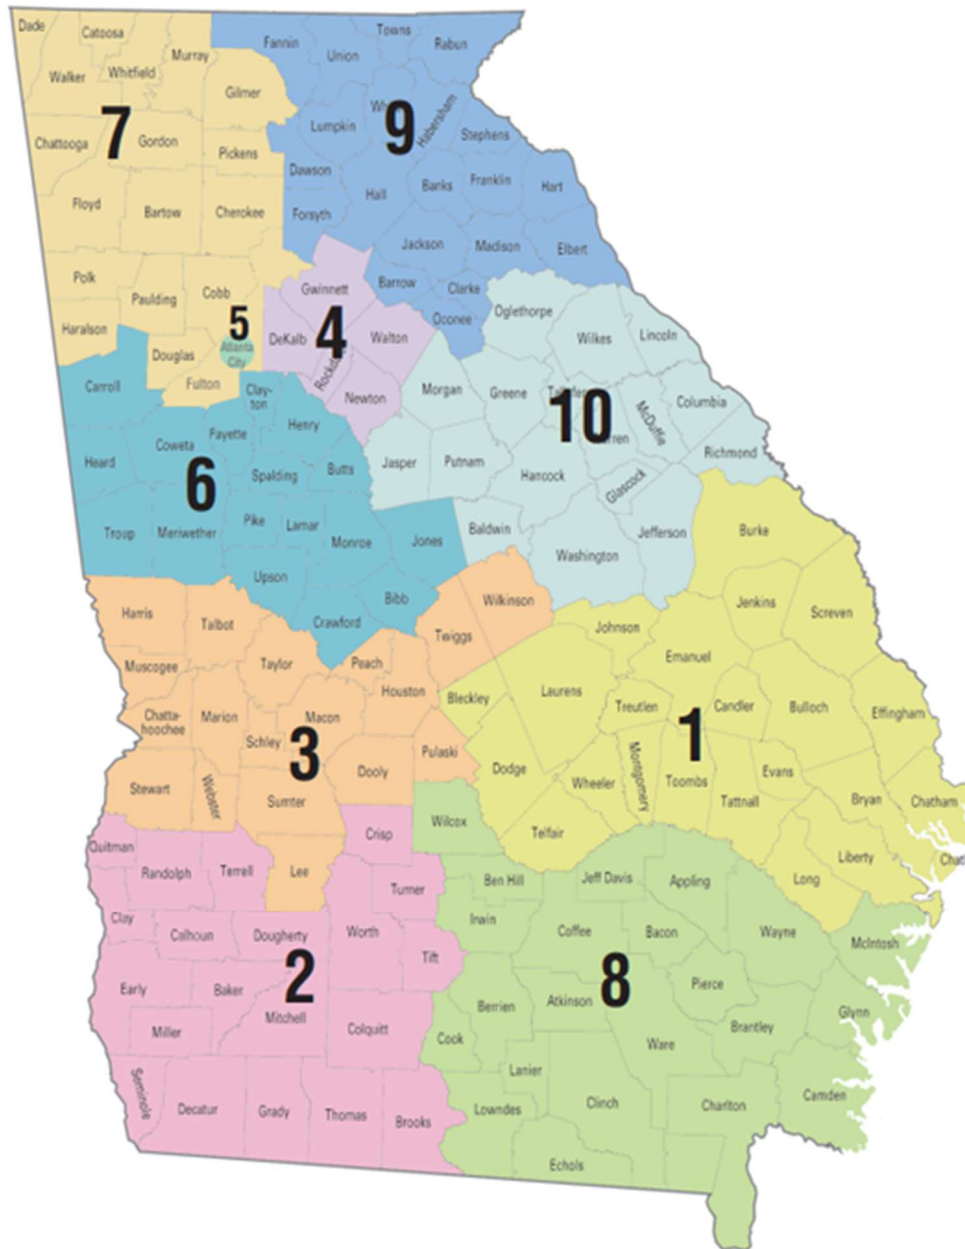 Dade
Catoosa
Murray
Walker
Whitfield
Gilmer
7
Chattooga
Gordon
Pickens
Floyd
Bartow
Cherokee
Polk
Paulding
Cobb
Haralson
Douglas
Fulton
5
Atlanta
City
Fannin
Union
Towns
Rabun
Lumpkin
9
Habersham
Stephens
Dawson
Hall
Banks
Franklin
Hart
Forsyth
Jackson
Madison
Elbert
Barrow
Clarke
Oconee
Gwinnett
DeKalb
4
Walton
Newton
Oglethorpe
Wilkes
Lincoln
Morgan
Greene
10
McDuffie
Columbia
Jasper
Putnam
Hancock
Glascock
Richmond
Baldwin
Washington
Jefferson
Carroll
Clay-
ton
Henry
Heard
Coweta
Fayette
6
Spalding
Butts
Troup
Meriwether
Pike
Lamar
Monroe
Jones
Upson
Bibb
Crawford
Harris
Talbot
Wilkinson
Twiggs
Muscogee
Taylor
Peach
Houston
Chatta-
hoochee
Marion
Macon
Schley
3
Dooly
Pulaski
Stewart
Webster
Sumter
Lee
Burke
Jenkins
Screven
Johnson
Emanuel
Bleckley
Laurens
Treutlen
Candler
Bulloch
Effingham
1
Dodge
Wheeler
Montgomery
Toombs
Evans
Tattnall
Bryan
Chatham
Telfair
Long
Liberty
Chat
Quitman
Randolph
Terrell
Crisp
Turner
Clay
Calhoun
Dougherty
Worth
Tift
Early
Baker
2
Mitchell
Miller
Colquitt
Seminole
Decatur
Grady
Thomas
Brooks
Wilcox
Ben Hill
Jeff Davis
Appling
Irwin
Coffee
Bacon
Wayne
McIntosh
Berrien
Atkinson
8
Pierce
Glynn
Cook
Ware
Brantley
Lanier
Lowndes
Clinch
Charlton
Camden
Echols